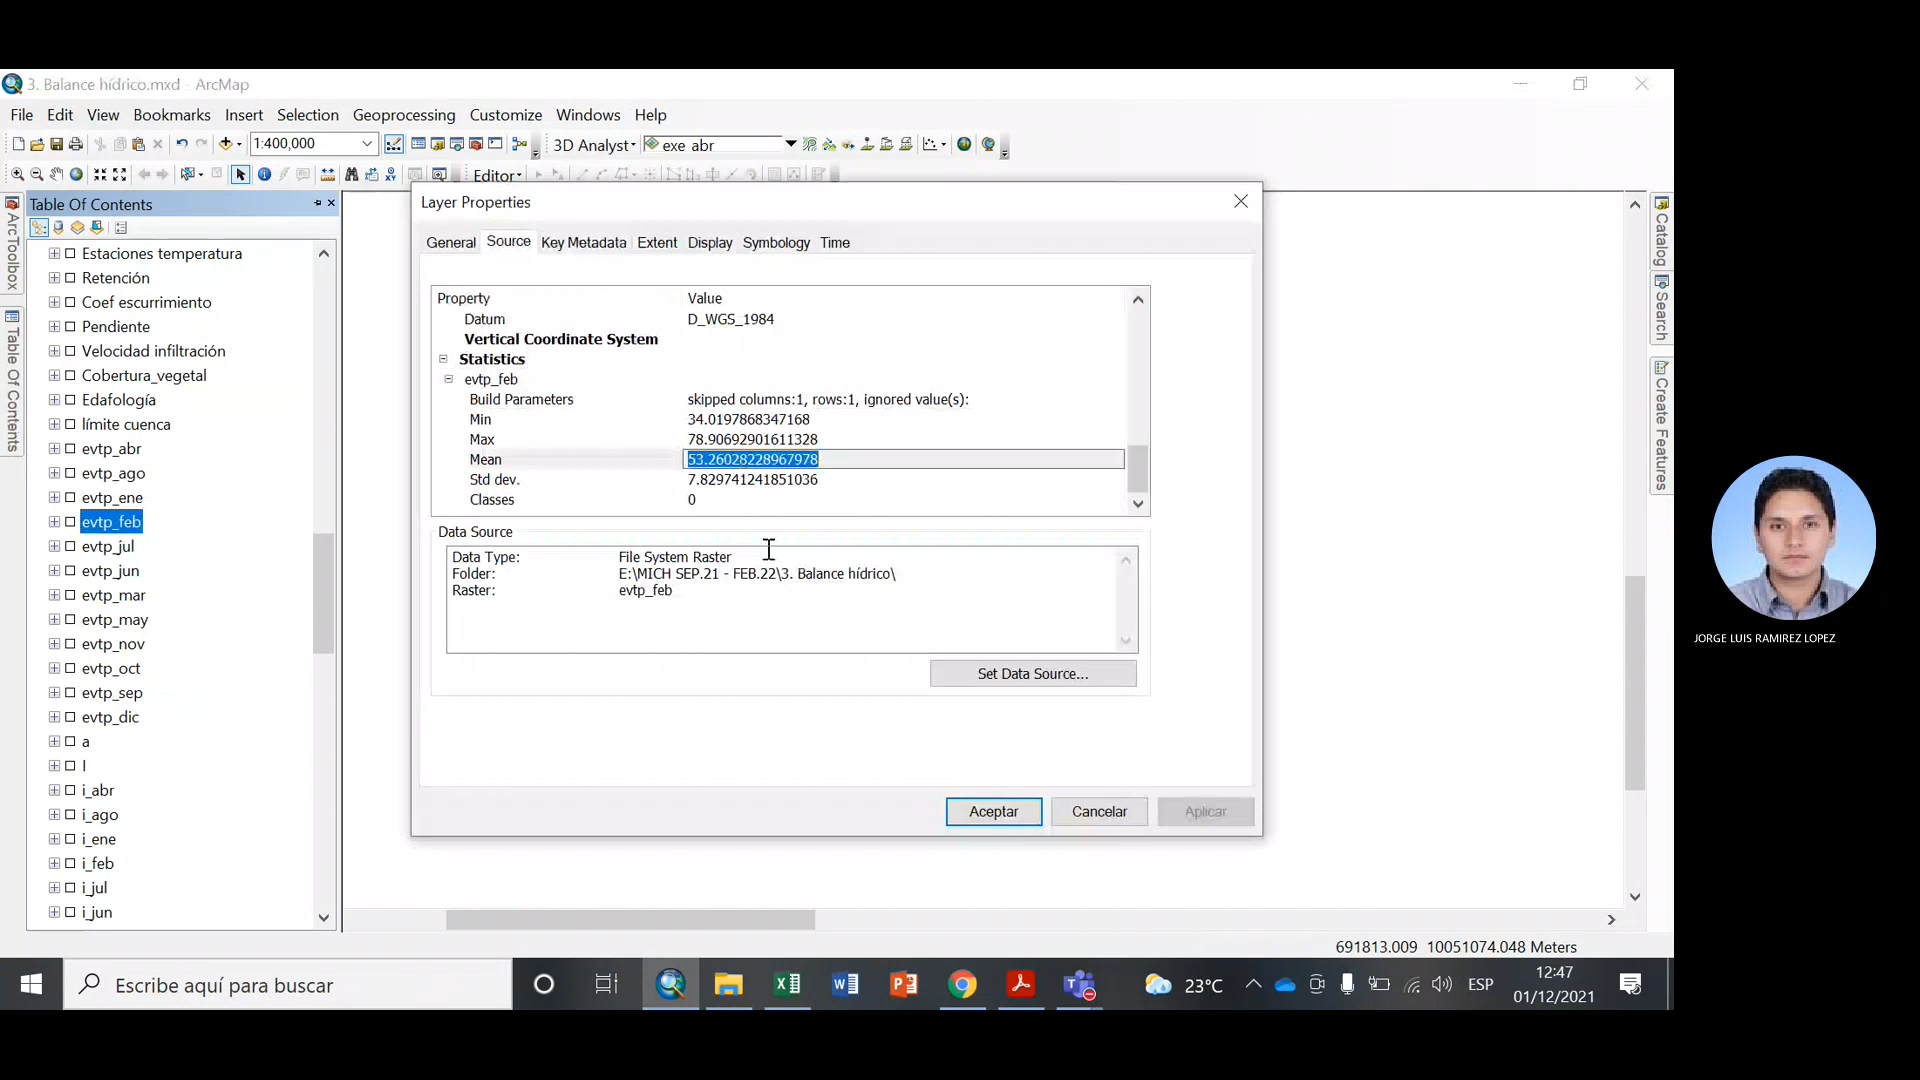 3. Balance hídrico.mxd - ArcMap
File Edit View Bookmarks Insert Selection Geoprocessing Customize Windows Help
1:400,000 3D Analyst exe abr
Editor
Table Of Contents
ArcToolbox
Table Of Contents
Estaciones temperatura
Retención
Coef escurrimiento
Pendiente
Velocidad infiltración
Cobertura_vegetal
Edafología
límite cuenca
evtp_abr
evtp_ago
evtp_ene
evtp_feb
evtp_jul
evtp_jun
evtp_mar
evtp_may
evtp_nov
evtp_oct
evtp_sep
evtp_dic
a
I
i_abr
i_ago
i_ene
i_feb
i_jul
i_jun
Layer Properties
General Source Key Metadata Extent Display Symbology Time
Property Value
Datum D_WGS_1984
Vertical Coordinate System
Statistics
evtp_feb
Build Parameters skipped columns:1, rows:1, ignored value(s):
Min 34.0197868347168
Max 78.90692901611328
Mean 53.26028228967978
Std dev. 7.829741241851036
Classes 0
Data Source
Data Type: File System Raster
Folder: E:\MICH SEP.21 - FEB.22\3. Balance hídrico\
Raster: evtp_feb
Set Data Source...
Aceptar Cancelar Aplicar
Catalog
Search
Create Features
JORGE LUIS RAMIREZ LOPEZ
691813.009 10051074.048 Meters
Escribe aquí para buscar
23°C
ESP
12:47
01/12/2021